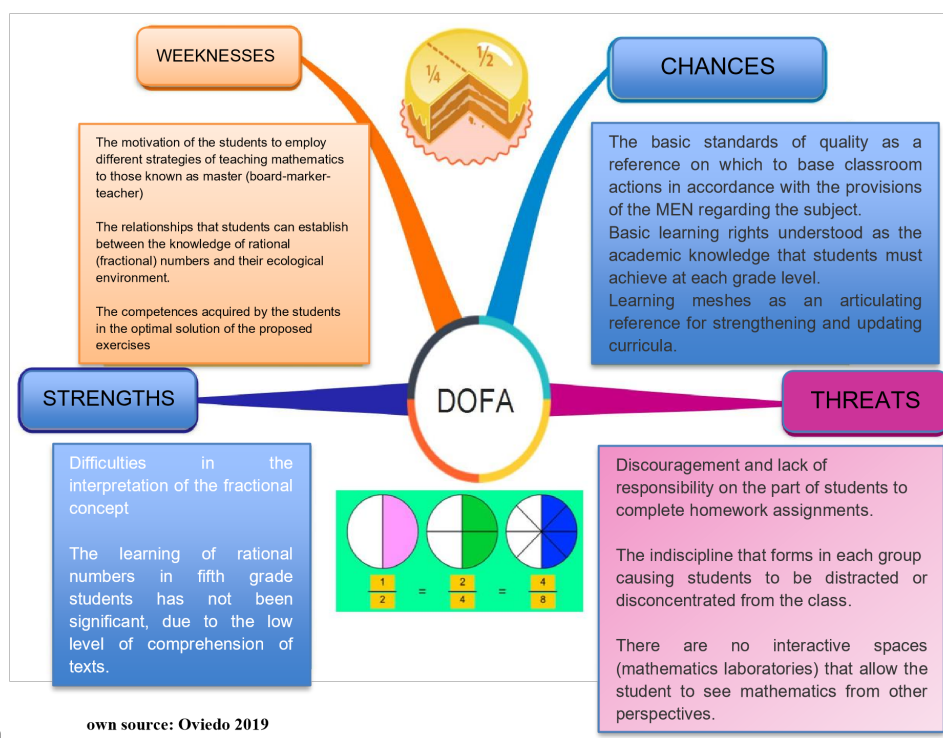 WEEKNESSES
The motivation of the students to employ
different strategies of teaching mathematics
to those known as master (board-marker-
teacher)
The relationships that students can establish
between the knowledge of rational
(fractional) numbers and their ecological
environment.
The competences acquired by the students
in the optimal solution of the proposed
exercises
¼
½
CHANCES
The basic standards of quality as a
reference on which to base classroom
actions in accordance with the provisions
of the MEN regarding the subject.
Basic learning rights understood as the
academic knowledge that students must
achieve at each grade level.
Learning meshes as an articulating
reference for strengthening and updating
curricula.
STRENGTHS
Difficulties in the
interpretation of the fractional
concept
The learning of rational
numbers in fifth grade
students has not been
significant, due to the low
level of comprehension of
texts.
DOFA
1 2 4
= =
2 4 8
THREATS
Discouragement and lack of
responsibility on the part of students to
complete homework assignments.
The indiscipline that forms in each group
causing students to be distracted or
disconcentrated from the class.
There are no interactive spaces
(mathematics laboratories) that allow the
student to see mathematics from other
perspectives.
own source: Oviedo 2019